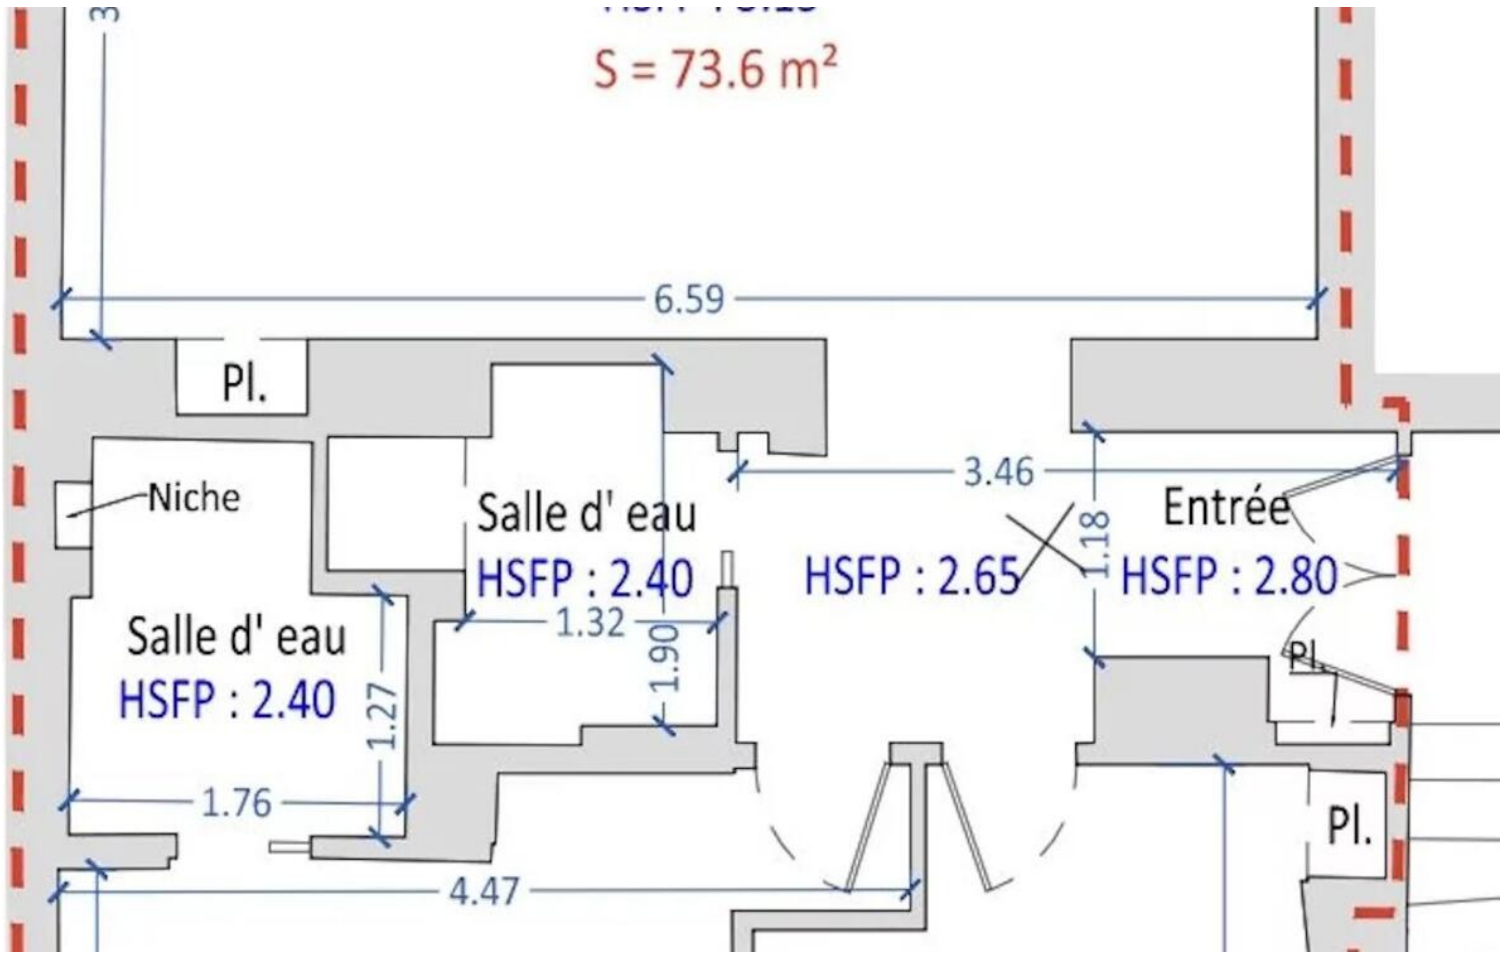 S = 73.6 m²
6.59
Pl.
3.46
Niche
Salle d' eau
HSFP : 2.40
1.32
1.90
HSFP : 2.65
1.18
Entrée
HSFP : 2.80
Pl.
Salle d' eau
HSFP : 2.40
1.27
1.76
Pl.
4.47